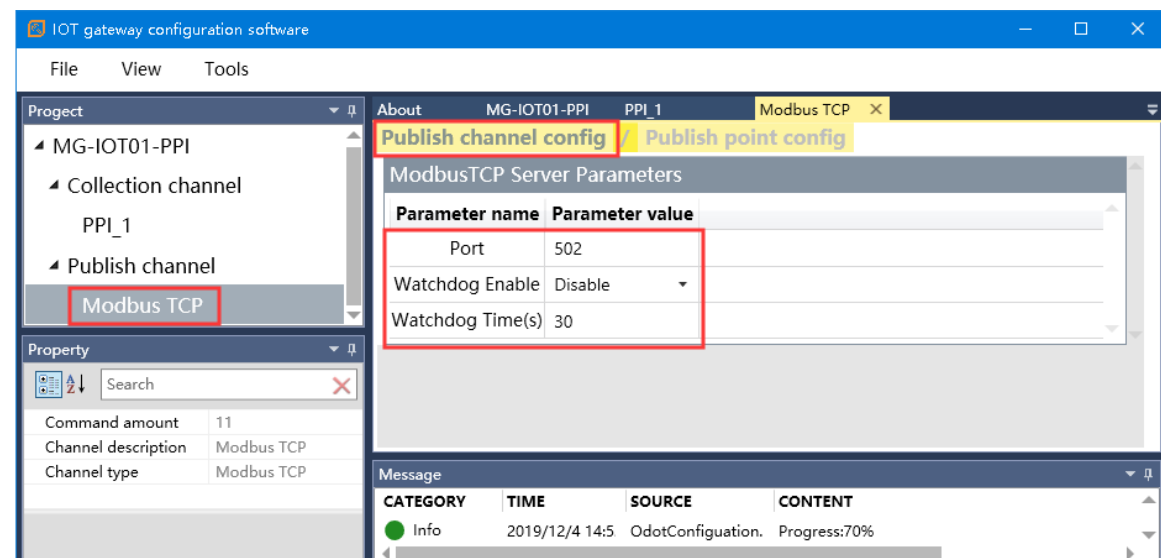 IOT gateway configuration software
File View Tools
Progect
MG-IOT01-PPI
Collection channel
PPI_1
Publish channel
Modbus TCP
Property
Search
Command amount 11
Channel description Modbus TCP
Channel type Modbus TCP
About MG-IOT01-PPI PPI_1 Modbus TCP
Publish channel config / Publish point config
ModbusTCP Server Parameters
Parameter name Parameter value
Port 502
Watchdog Enable Disable
Watchdog Time(s) 30
Message
CATEGORY TIME SOURCE CONTENT
Info 2019/12/4 14:5 OdotConfiguation. Progress:70%